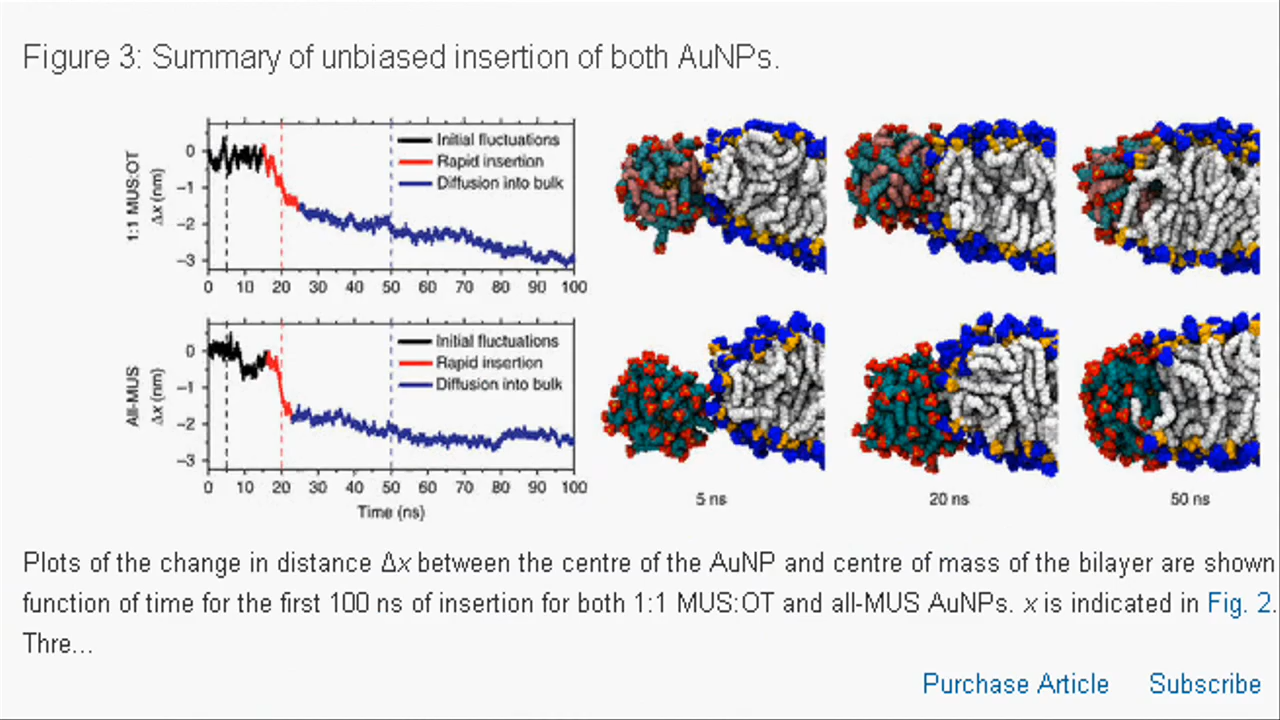 Figure 3: Summary of unbiased insertion of both AuNPs.
1:1 MUS:OT
Δx (nm)
0
−1
−2
−3
Initial fluctuations
Rapid insertion
Diffusion into bulk
0 10 20 30 40 50 60 70 80 90 100
All-MUS
Δx (nm)
0
−1
−2
−3
Initial fluctuations
Rapid insertion
Diffusion into bulk
0 10 20 30 40 50 60 70 80 90 100
Time (ns)
5 ns 20 ns 50 ns
Plots of the change in distance Δx between the centre of the AuNP and centre of mass of the bilayer are shown
function of time for the first 100 ns of insertion for both 1:1 MUS:OT and all-MUS AuNPs. x is indicated in Fig. 2.
Thre...
Purchase Article Subscribe